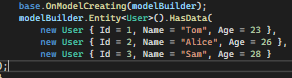 base.OnModelCreating(modelBuilder);
modelBuilder.Entity<User>().HasData(
new User { Id = 1, Name = "Tom", Age = 23 },
new User { Id = 2, Name = "Alice", Age = 26 },
new User { Id = 3, Name = "Sam", Age = 28 }
);